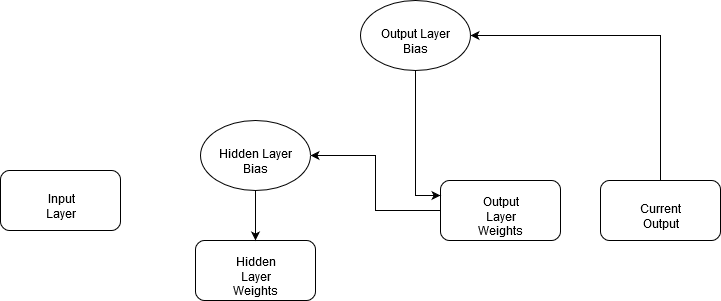 Output Layer
Bias
Hidden Layer
Bias
Input
Layer
Output
Layer
Weights
Current
Output
Hidden
Layer
Weights